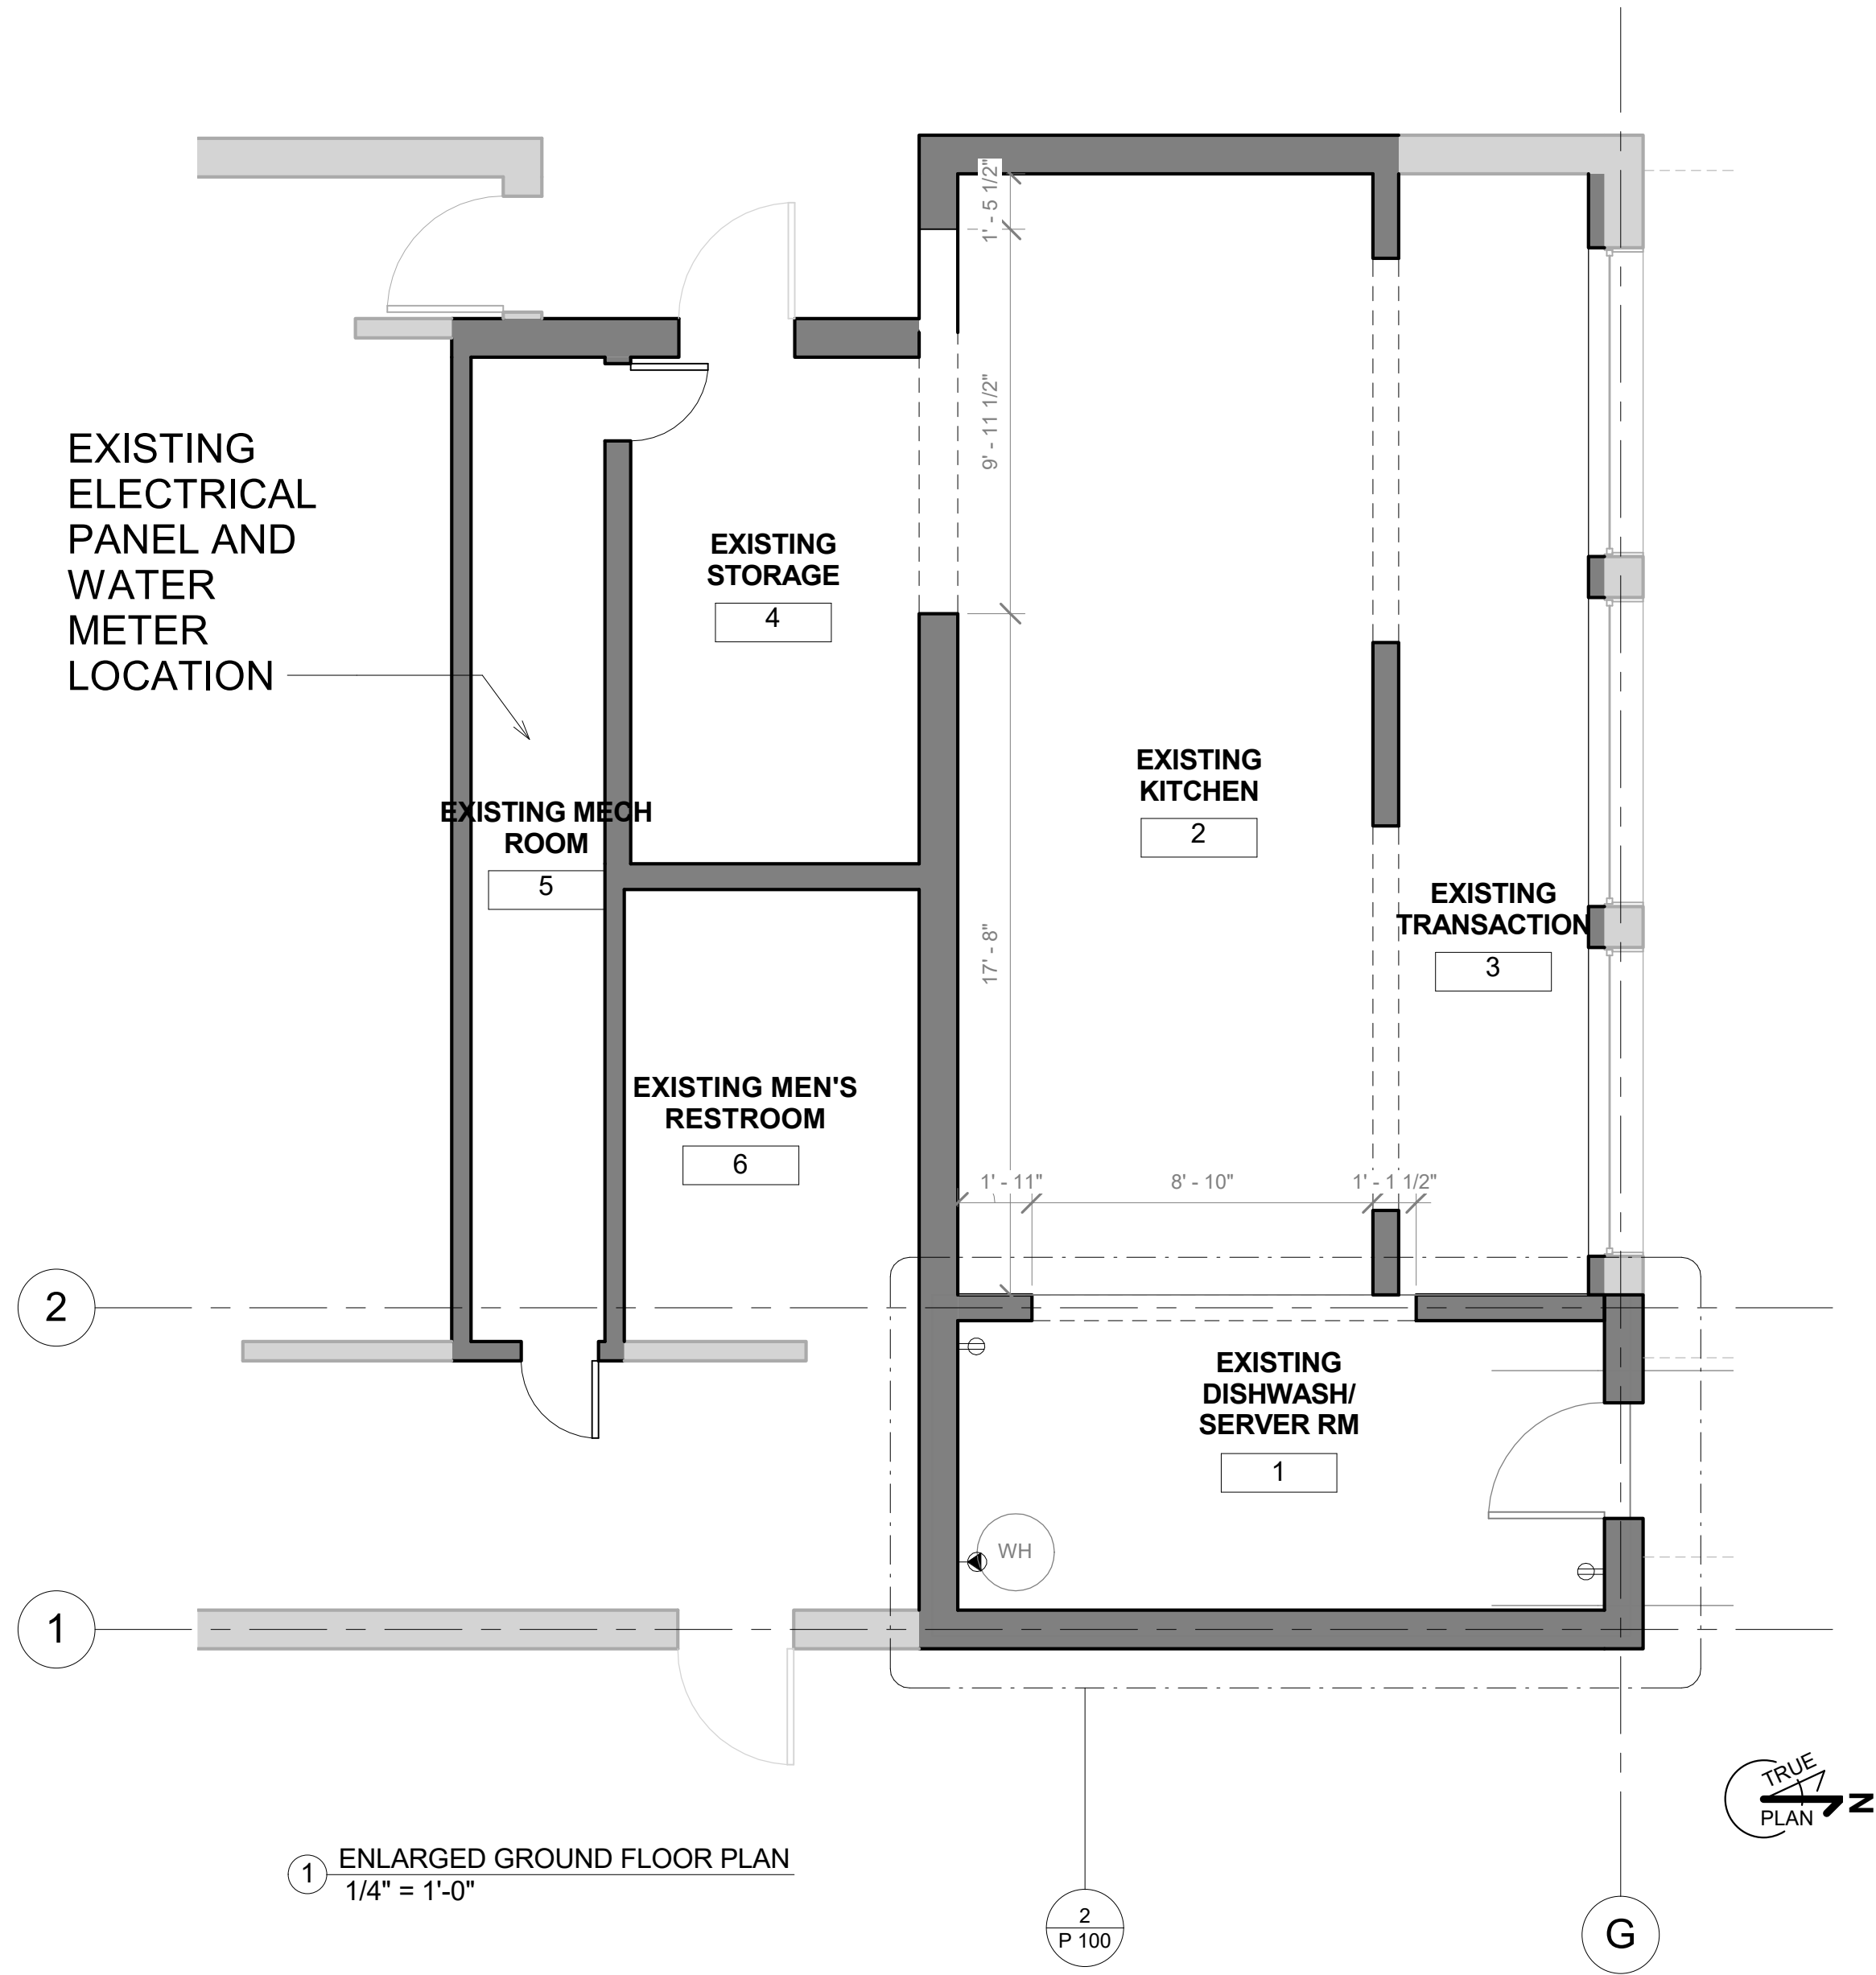 1' - 5 1/2"
9' - 11 1/2"
EXISTING
ELECTRICAL
PANEL AND
WATER
METER
LOCATION
EXISTING
STORAGE
4
EXISTING
KITCHEN
2
EXISTING MECH
ROOM
5
EXISTING
TRANSACTION
3
17' - 8"
EXISTING MEN'S
RESTROOM
6
1' - 11"
8' - 10"
1' - 1 1/2"
2
EXISTING
DISHWASH/
SERVER RM
1
WH
1
TRUE
PLAN
N
1
ENLARGED GROUND FLOOR PLAN
1/4" = 1'-0"
2
P 100
G